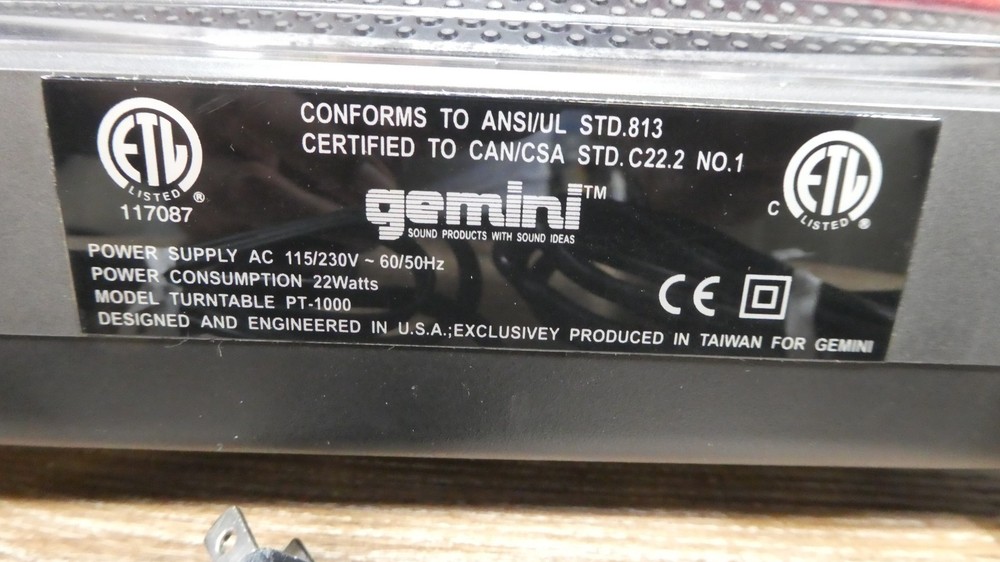 ETL
LISTED ®
117087
CONFORMS TO ANSI/UL STD.813
CERTIFIED TO CAN/CSA STD.C22.2 NO.1
C ETL
LISTED ®
gemini™
SOUND PRODUCTS WITH SOUND IDEAS
POWER SUPPLY AC 115/230V ~ 60/50Hz
POWER CONSUMPTION 22Watts
MODEL TURNTABLE PT-1000
CE
DESIGNED AND ENGINEERED IN U.S.A.;EXCLUSIVEY PRODUCED IN TAIWAN FOR GEMINI